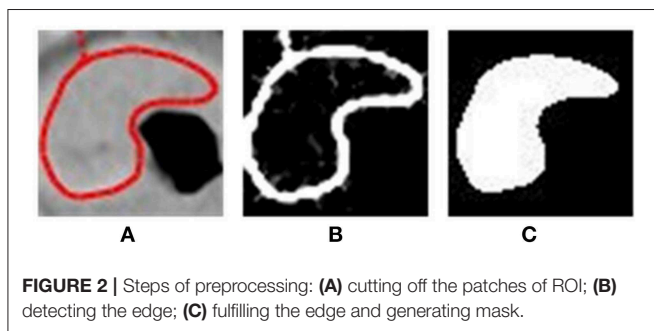 A B C
FIGURE 2 | Steps of preprocessing: (A) cutting off the patches of ROI; (B)
detecting the edge; (C) fulfilling the edge and generating mask.